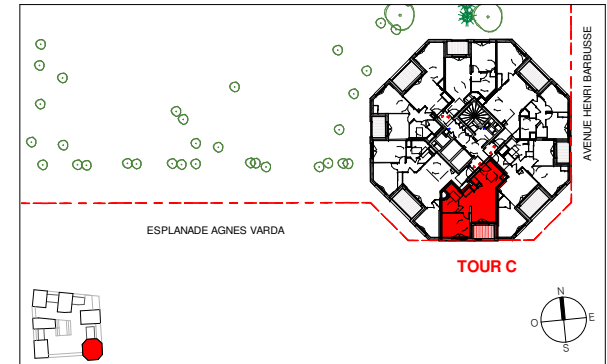 AVENUE HENRI BARBUSSE
ESPLANADE AGNES VARDA
TOUR C
N
O E
S